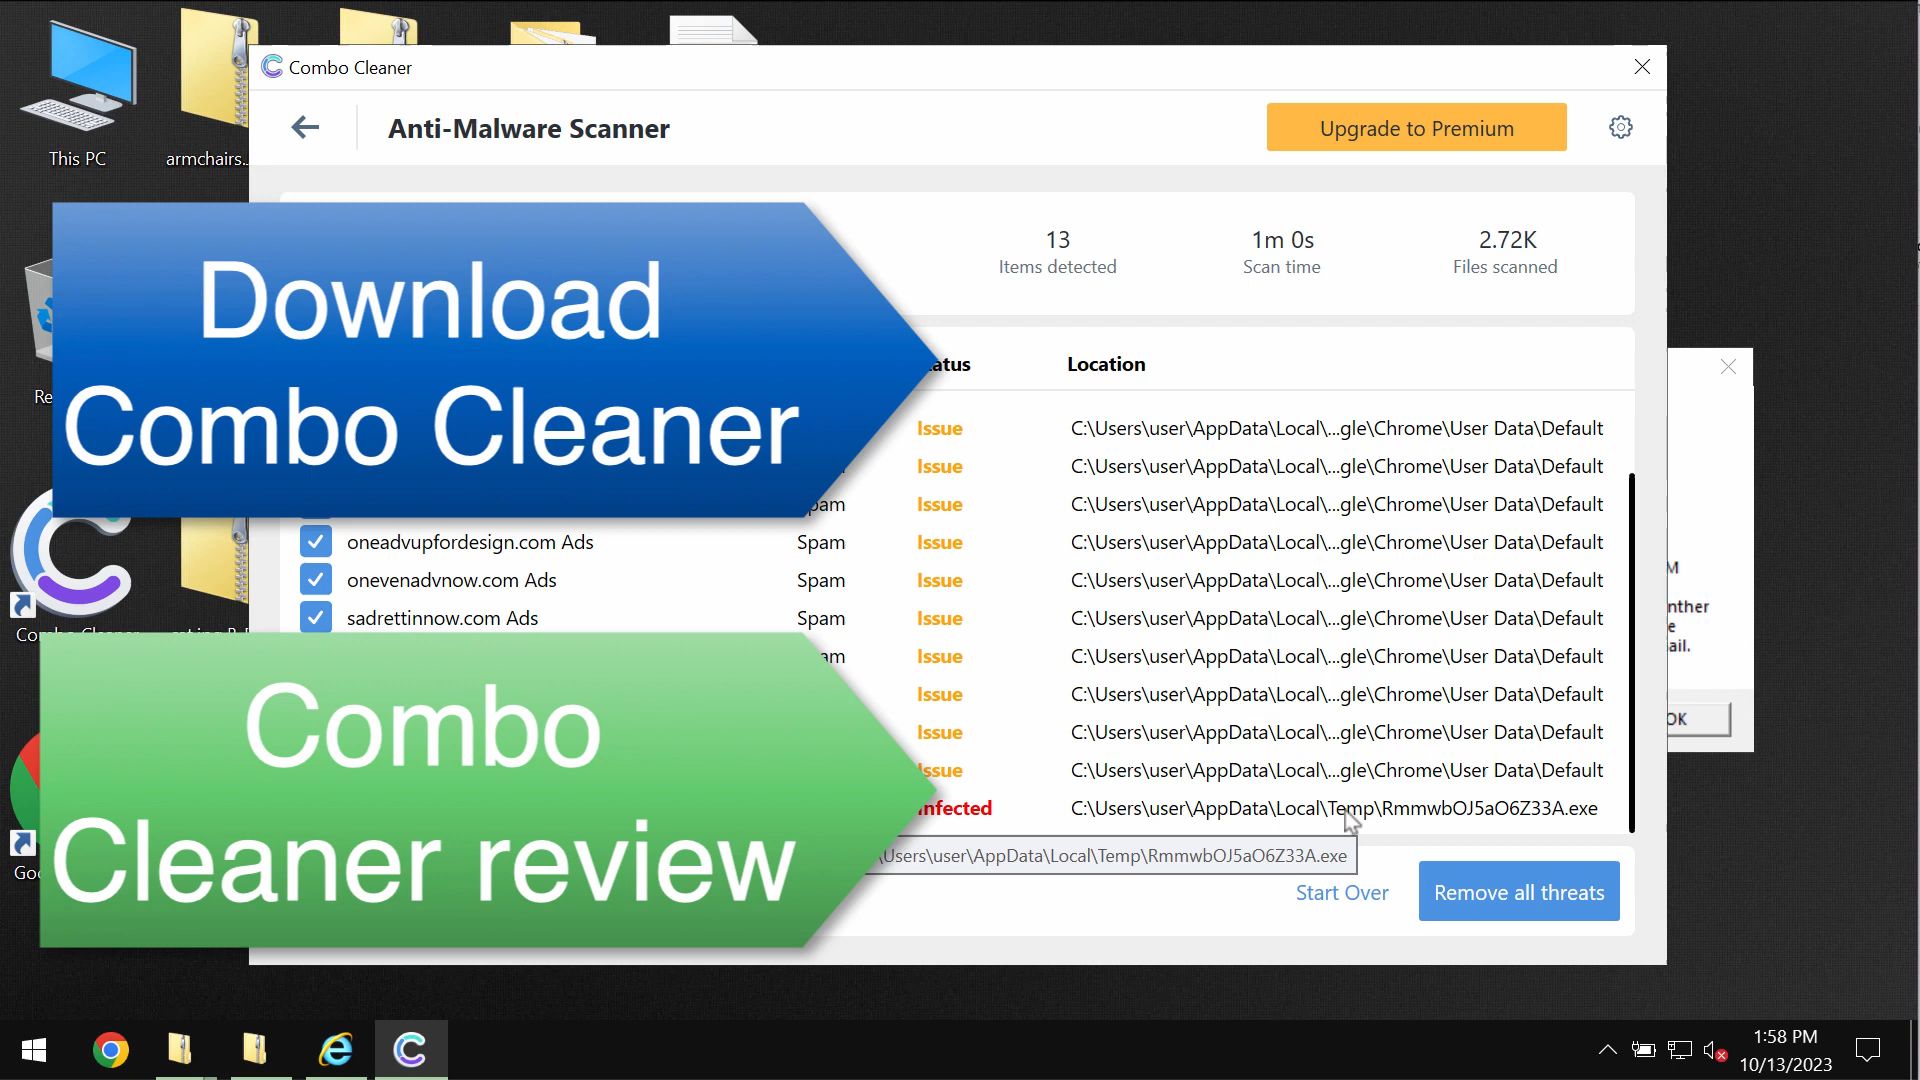 This PC
armchairs...
Combo Cleaner
Anti-Malware Scanner
Upgrade to Premium
13
Items detected
1m 0s
Scan time
2.72K
Files scanned
Download
Combo Cleaner
Location
Issue C:\Users\user\AppData\Local\...gle\Chrome\User Data\Default
Issue C:\Users\user\AppData\Local\...gle\Chrome\User Data\Default
Issue C:\Users\user\AppData\Local\...gle\Chrome\User Data\Default
oneadvupfordesign.com Ads Spam Issue C:\Users\user\AppData\Local\...gle\Chrome\User Data\Default
onevenadvnow.com Ads Spam Issue C:\Users\user\AppData\Local\...gle\Chrome\User Data\Default
sadrettinnow.com Ads Spam Issue C:\Users\user\AppData\Local\...gle\Chrome\User Data\Default
Issue C:\Users\user\AppData\Local\...gle\Chrome\User Data\Default
Issue C:\Users\user\AppData\Local\...gle\Chrome\User Data\Default
Issue C:\Users\user\AppData\Local\...gle\Chrome\User Data\Default
Issue C:\Users\user\AppData\Local\...gle\Chrome\User Data\Default
nfected C:\Users\user\AppData\Local\Temp\RmmwbOJ5aO6Z33A.exe
\Users\user\AppData\Local\Temp\RmmwbOJ5aO6Z33A.exe
Combo
Cleaner review
Start Over
Remove all threats
M
nther
e
ail.
OK
1:58 PM
10/13/2023